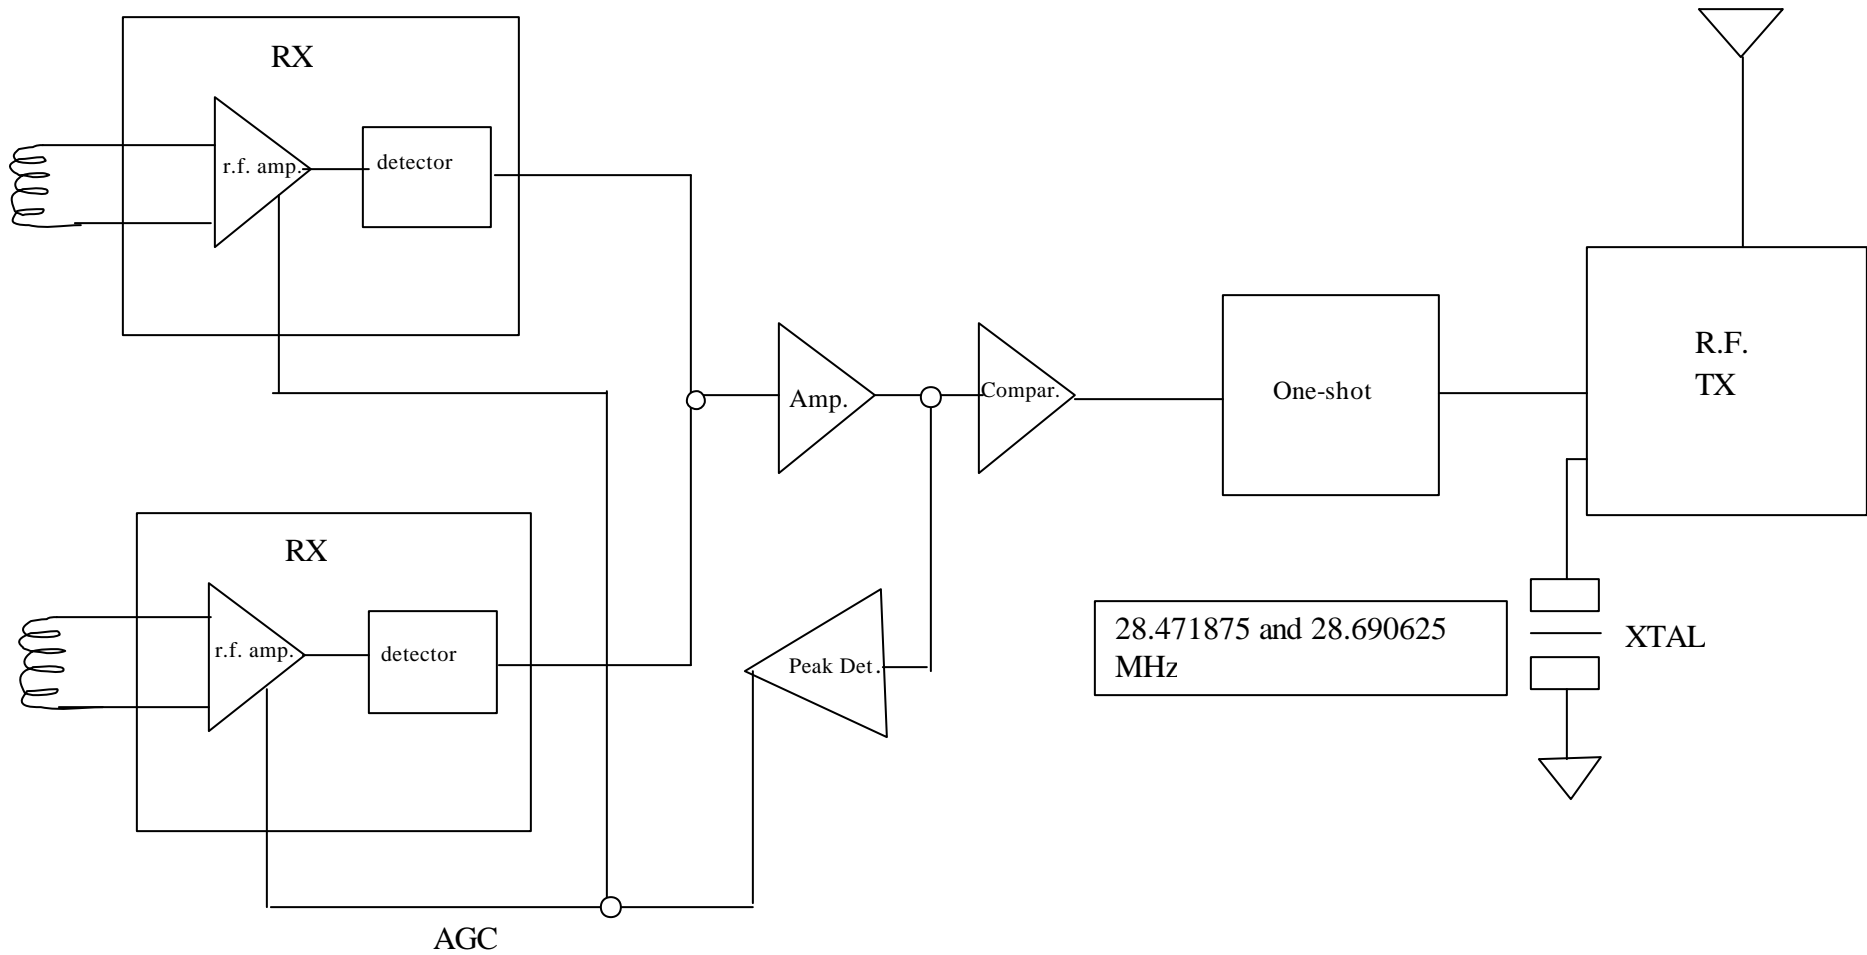 RX
r.f. amp.
detector
R.F.
TX
Amp.
Compar.
One-shot
RX
r.f. amp.
detector
Peak Det.
28.471875 and 28.690625
MHz
XTAL
AGC